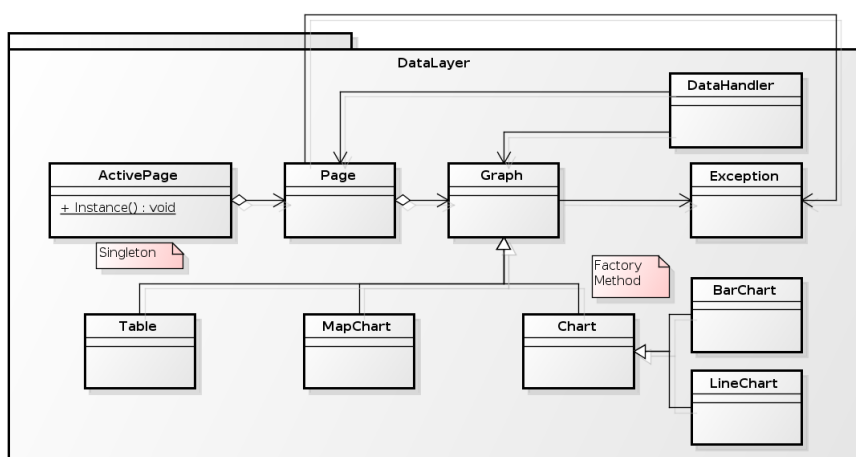 DataLayer
DataHandler
ActivePage
+ Instance() : void
Page
Graph
Exception
Singleton
Factory
Method
Table
MapChart
Chart
BarChart
LineChart